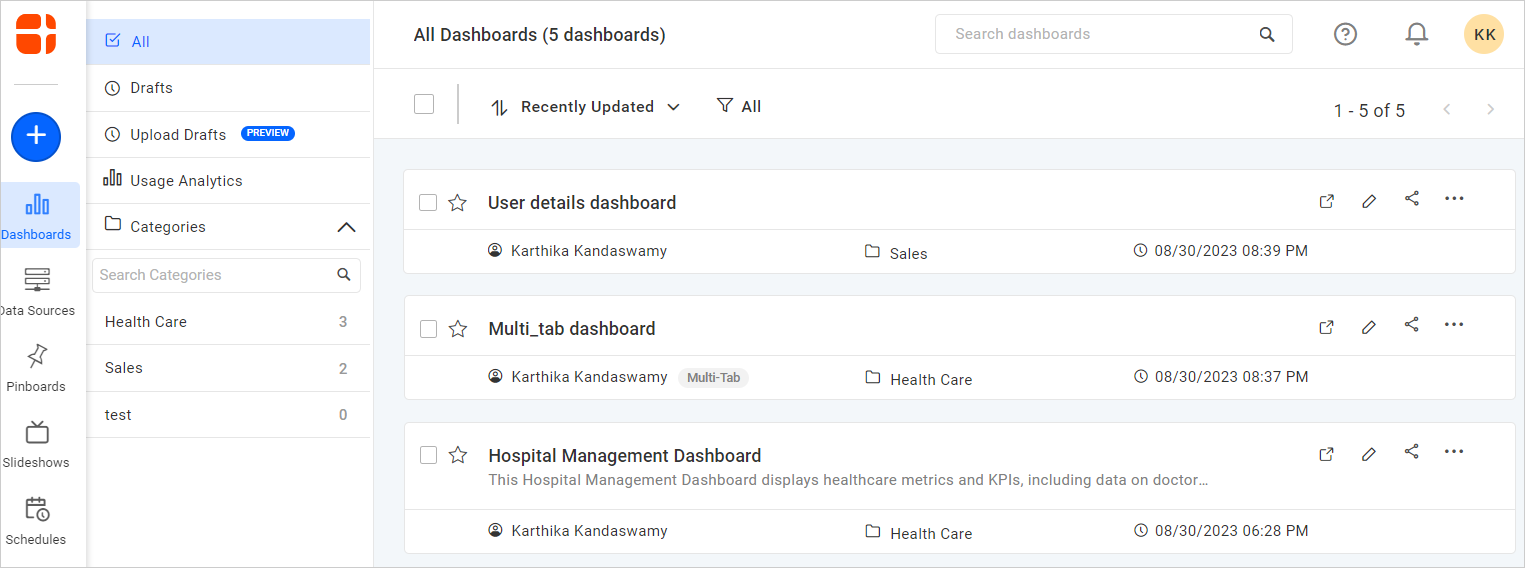 All
Drafts
Upload Drafts PREVIEW
Usage Analytics
Categories
Search Categories
Health Care 3
Sales 2
test 0
Dashboards
Data Sources
Pinboards
Slideshows
Schedules
All Dashboards (5 dashboards)
Search dashboards
KK
Recently Updated
All
1 - 5 of 5
User details dashboard
Karthika Kandaswamy Sales 08/30/2023 08:39 PM
Multi_tab dashboard
Karthika Kandaswamy Multi-Tab Health Care 08/30/2023 08:37 PM
Hospital Management Dashboard
This Hospital Management Dashboard displays healthcare metrics and KPIs, including data on doctor...
Karthika Kandaswamy Health Care 08/30/2023 06:28 PM